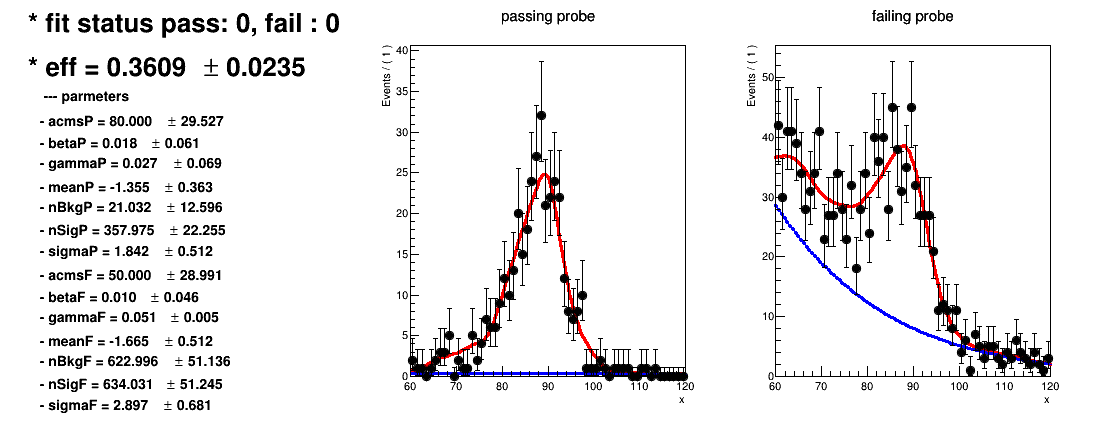 * fit status pass: 0, fail : 0
* eff = 0.3609 ± 0.0235
--- parmeters
- acmsP = 80.000 ± 29.527
- betaP = 0.018 ± 0.061
- gammaP = 0.027 ± 0.069
- meanP = -1.355 ± 0.363
- nBkgP = 21.032 ± 12.596
- nSigP = 357.975 ± 22.255
- sigmaP = 1.842 ± 0.512
- acmsF = 50.000 ± 28.991
- betaF = 0.010 ± 0.046
- gammaF = 0.051 ± 0.005
- meanF = -1.665 ± 0.512
- nBkgF = 622.996 ± 51.136
- nSigF = 634.031 ± 51.245
- sigmaF = 2.897 ± 0.681
passing probe
Events / ( 1 )
40
35
30
25
20
15
10
5
0
60 70 80 90 100 110 120
x
failing probe
Events / ( 1 )
50
40
30
20
10
0
60 70 80 90 100 110 120
x